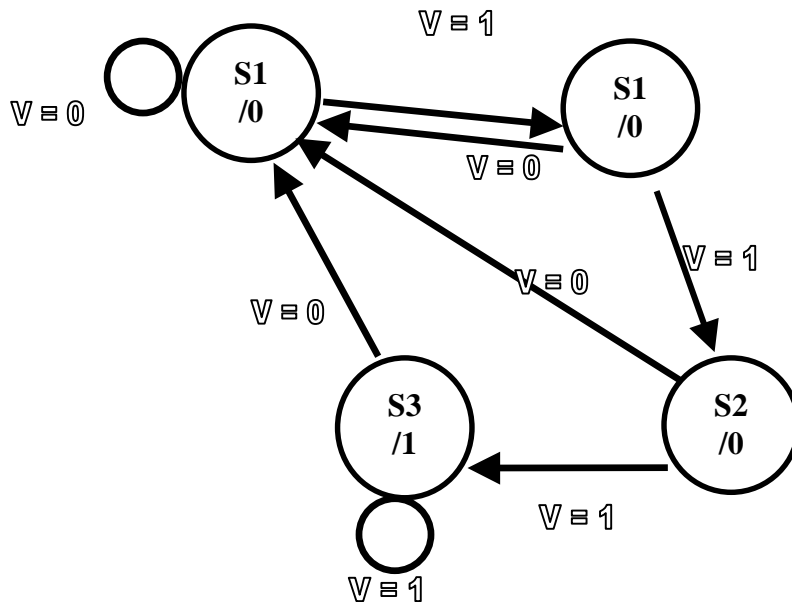 V = 1
S1
/0
S1
/0
V = 0
V = 0
V = 1
V = 0
V = 0
S3
/1
S2
/0
V = 1
V = 1